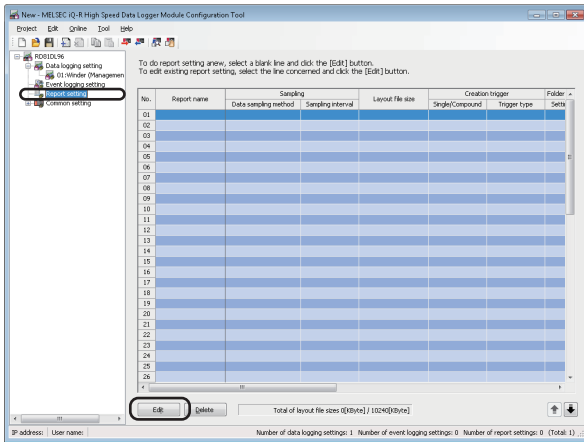 New - MELSEC iQ-R High Speed Data Logger Module Configuration Tool
Project Edit Online Tool Help
RD81DL96
Data logging setting
01:Winder (Managemen
Event logging setting
Report setting
Common setting
To do report setting anew, select a blank line and click the [Edit] button.
To edit existing report setting, select the line concerned and click the [Edit] button.
No. Report name Sampling Layout file size Creation trigger Folder
Data sampling method Sampling interval Single/Compound Trigger type Setti
01
02
03
04
05
06
07
08
09
10
11
12
13
14
15
16
17
18
19
20
21
22
23
24
25
26
Edit Delete Total of layout file sizes 0[KByte] / 10240[KByte]
IP address: User name: Number of data logging settings: 1 Number of event logging settings: 0 Number of report settings: 0 (Total: 1)